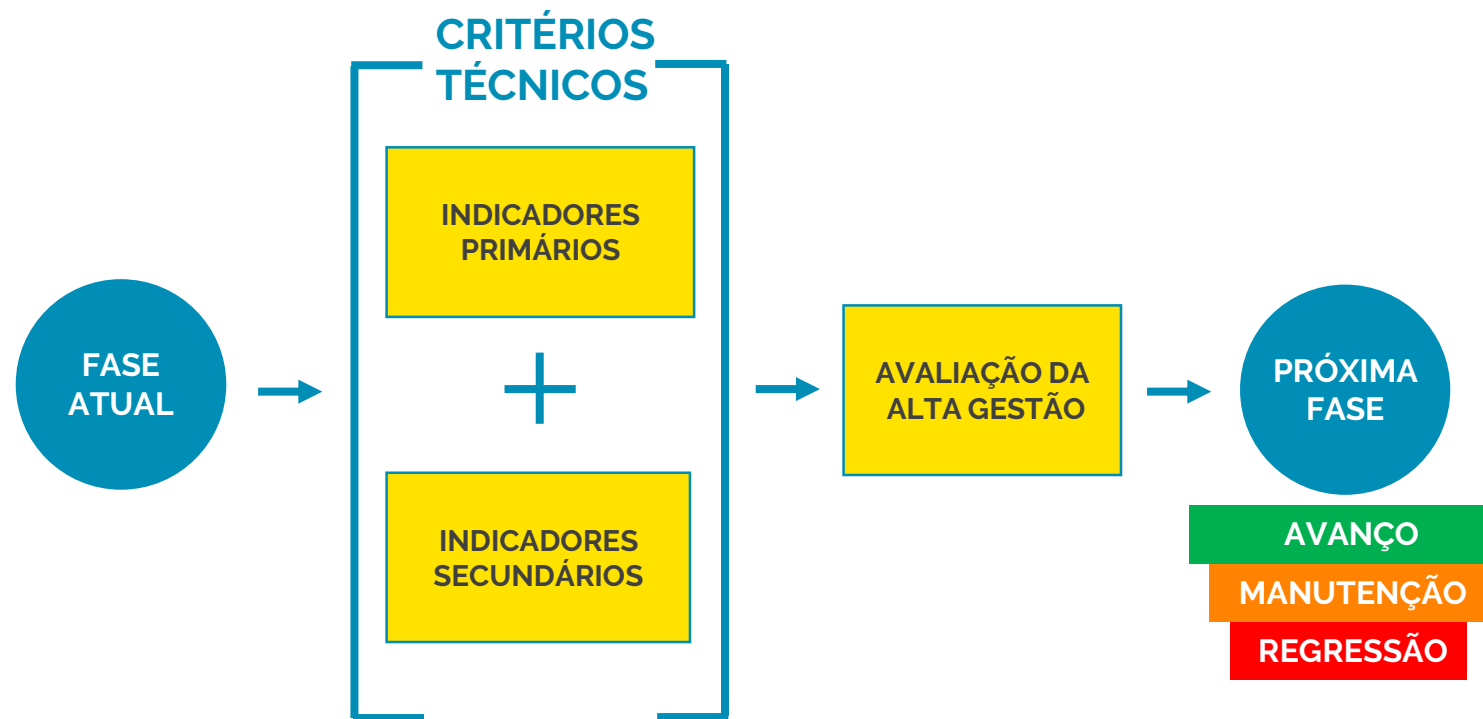 CRITÉRIOS
TÉCNICOS
INDICADORES
PRIMÁRIOS
+
INDICADORES
SECUNDÁRIOS
FASE
ATUAL
AVALIAÇÃO DA
ALTA GESTÃO
PRÓXIMA
FASE
AVANÇO
MANUTENÇÃO
REGRESSÃO